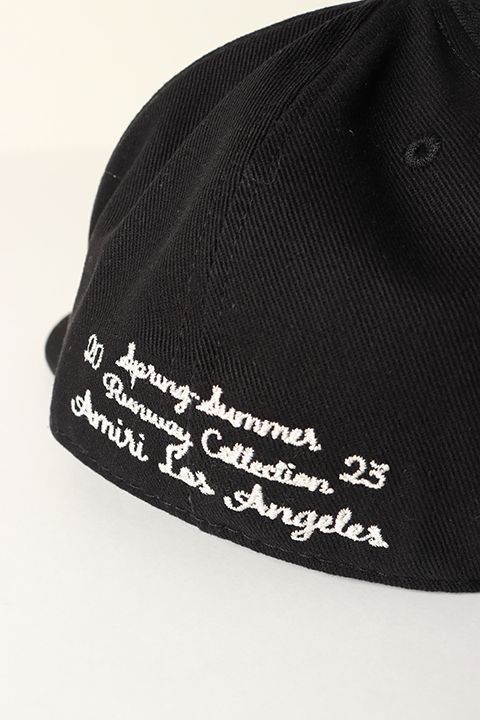 Spring-Summer
20 Runway Collection 23
Amiri Los Angeles